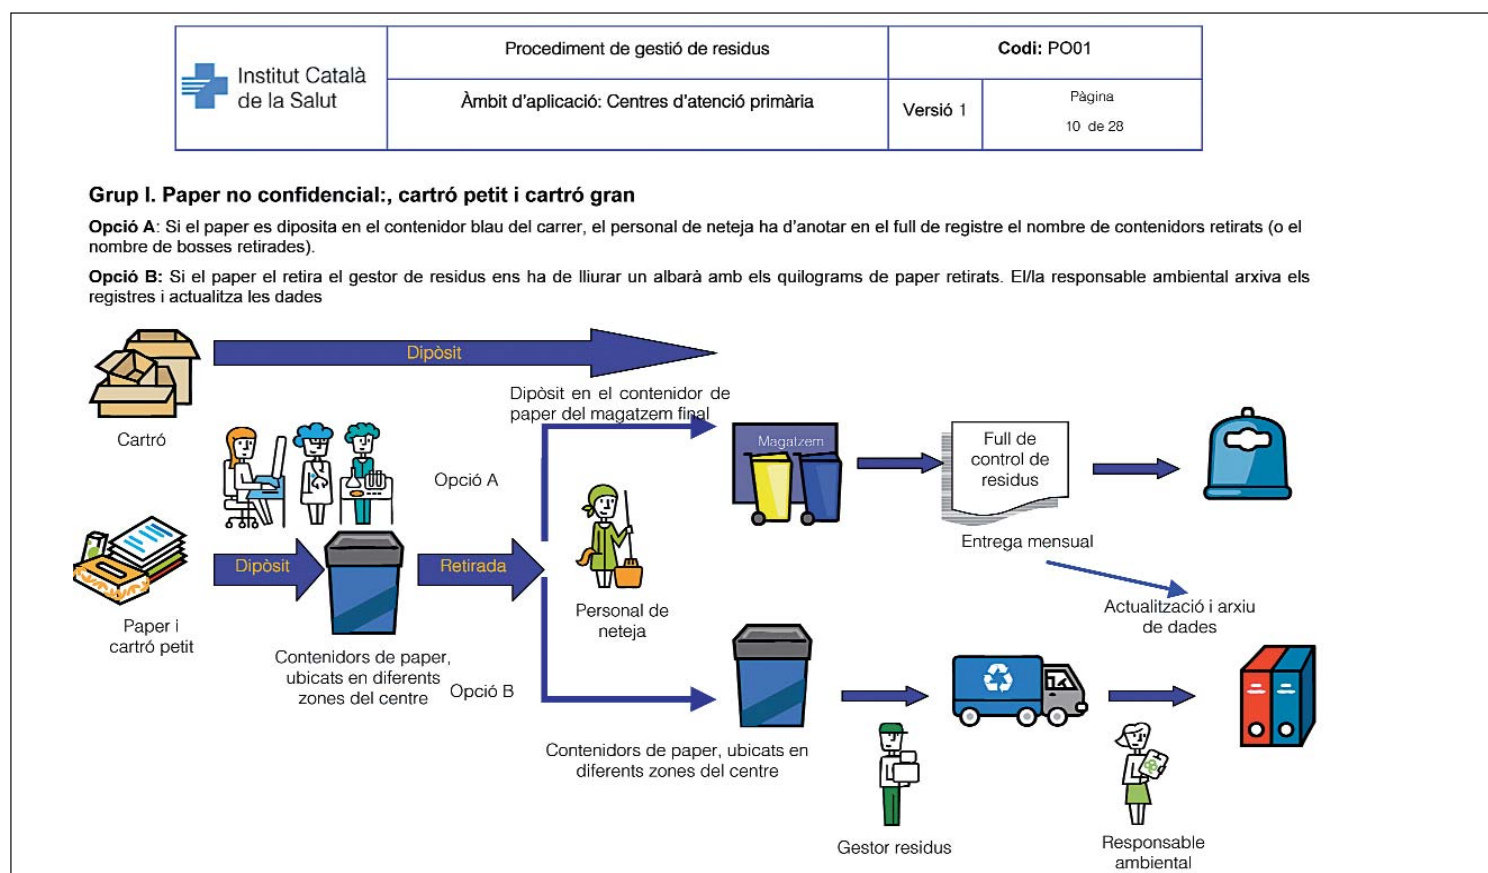 Institut Català
de la Salut
Procediment de gestió de residus
Codi: PO01
Àmbit d'aplicació: Centres d'atenció primària
Versió 1
Pàgina
10 de 28
Grup I. Paper no confidencial:, cartró petit i cartró gran
Opció A: Si el paper es diposita en el contenidor blau del carrer, el personal de neteja ha d'anotar en el full de registre el nombre de contenidors retirats (o el
nombre de bosses retirades).
Opció B: Si el paper el retira el gestor de residus ens ha de lliurar un albarà amb els quilograms de paper retirats. El/la responsable ambiental arxiva els
registres i actualitza les dades
Dipòsit
Dipòsit en el contenidor de
paper del magatzem final
Cartró
Magatzem
Full de
control de
residus
Opció A
Entrega mensual
Dipòsit
Retirada
Personal de
neteja
Actualització i arxiu
de dades
Paper i
cartró petit
Contenidors de paper,
ubicats en diferents
zones del centre
Opció B
Contenidors de paper, ubicats en
diferents zones del centre
Gestor residus
Responsable
ambiental